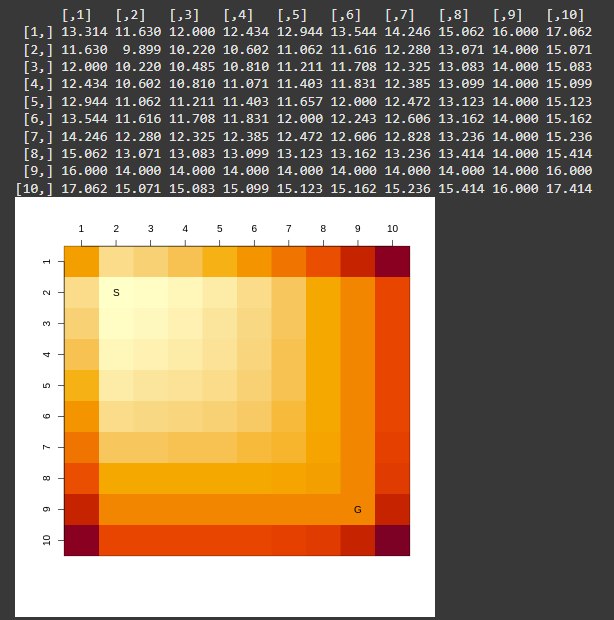 [,1] [,2] [,3] [,4] [,5] [,6] [,7] [,8] [,9] [,10]
[1,] 13.314 11.630 12.000 12.434 12.944 13.544 14.246 15.062 16.000 17.062
[2,] 11.630 9.899 10.220 10.602 11.062 11.616 12.280 13.071 14.000 15.071
[3,] 12.000 10.220 10.485 10.810 11.211 11.708 12.325 13.083 14.000 15.083
[4,] 12.434 10.602 10.810 11.071 11.403 11.831 12.385 13.099 14.000 15.099
[5,] 12.944 11.062 11.211 11.403 11.657 12.000 12.472 13.123 14.000 15.123
[6,] 13.544 11.616 11.708 11.831 12.000 12.243 12.606 13.162 14.000 15.162
[7,] 14.246 12.280 12.325 12.385 12.472 12.606 12.828 13.236 14.000 15.236
[8,] 15.062 13.071 13.083 13.099 13.123 13.162 13.236 13.414 14.000 15.414
[9,] 16.000 14.000 14.000 14.000 14.000 14.000 14.000 14.000 14.000 16.000
[10,] 17.062 15.071 15.083 15.099 15.123 15.162 15.236 15.414 16.000 17.414
1 2 3 4 5 6 7 8 9 10
1
2 S
3
4
5
6
7
8
9 G
10